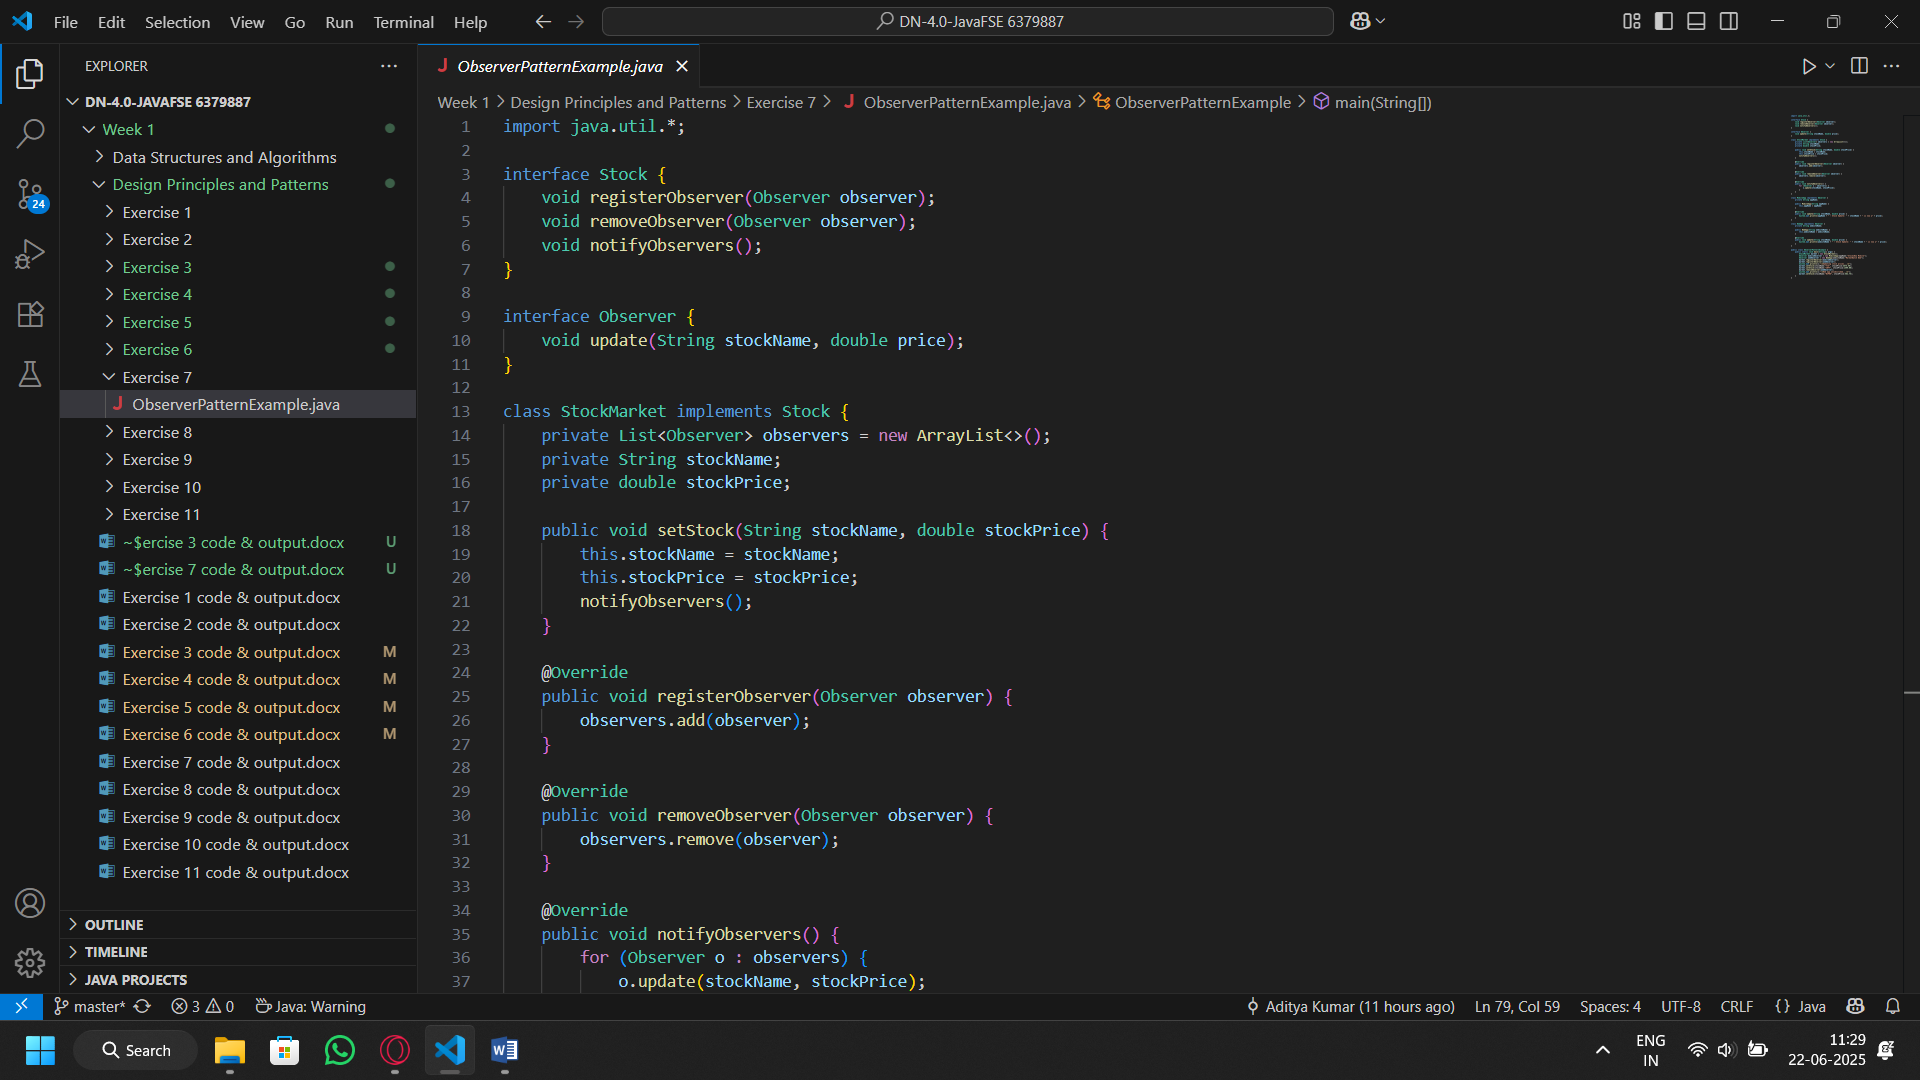 File Edit Selection View Go Run Terminal Help
DN-4.0-JavaFSE 6379887
EXPLORER
DN-4.0-JAVAFSE 6379887
Week 1
Data Structures and Algorithms
Design Principles and Patterns
Exercise 1
Exercise 2
Exercise 3
Exercise 4
Exercise 5
Exercise 6
Exercise 7
J ObserverPatternExample.java
Exercise 8
Exercise 9
Exercise 10
Exercise 11
~$ercise 3 code & output.docx U
~$ercise 7 code & output.docx U
Exercise 1 code & output.docx
Exercise 2 code & output.docx
Exercise 3 code & output.docx M
Exercise 4 code & output.docx M
Exercise 5 code & output.docx M
Exercise 6 code & output.docx M
Exercise 7 code & output.docx
Exercise 8 code & output.docx
Exercise 9 code & output.docx
Exercise 10 code & output.docx
Exercise 11 code & output.docx
OUTLINE
TIMELINE
JAVA PROJECTS
24
J ObserverPatternExample.java
Week 1 > Design Principles and Patterns > Exercise 7 > J ObserverPatternExample.java > ObserverPatternExample > main(String[])
1 import java.util.*;
2
3 interface Stock {
4 void registerObserver(Observer observer);
5 void removeObserver(Observer observer);
6 void notifyObservers();
7 }
8
9 interface Observer {
10 void update(String stockName, double price);
11 }
12
13 class StockMarket implements Stock {
14 private List<Observer> observers = new ArrayList<>();
15 private String stockName;
16 private double stockPrice;
17
18 public void setStock(String stockName, double stockPrice) {
19 this.stockName = stockName;
20 this.stockPrice = stockPrice;
21 notifyObservers();
22 }
23
24 @Override
25 public void registerObserver(Observer observer) {
26 observers.add(observer);
27 }
28
29 @Override
30 public void removeObserver(Observer observer) {
31 observers.remove(observer);
32 }
33
34 @Override
35 public void notifyObservers() {
36 for (Observer o : observers) {
37 o.update(stockName, stockPrice);
master* 3 0 Java: Warning
Aditya Kumar (11 hours ago) Ln 79, Col 59 Spaces: 4 UTF-8 CRLF {} Java
Search
ENG
IN
11:29
22-06-2025